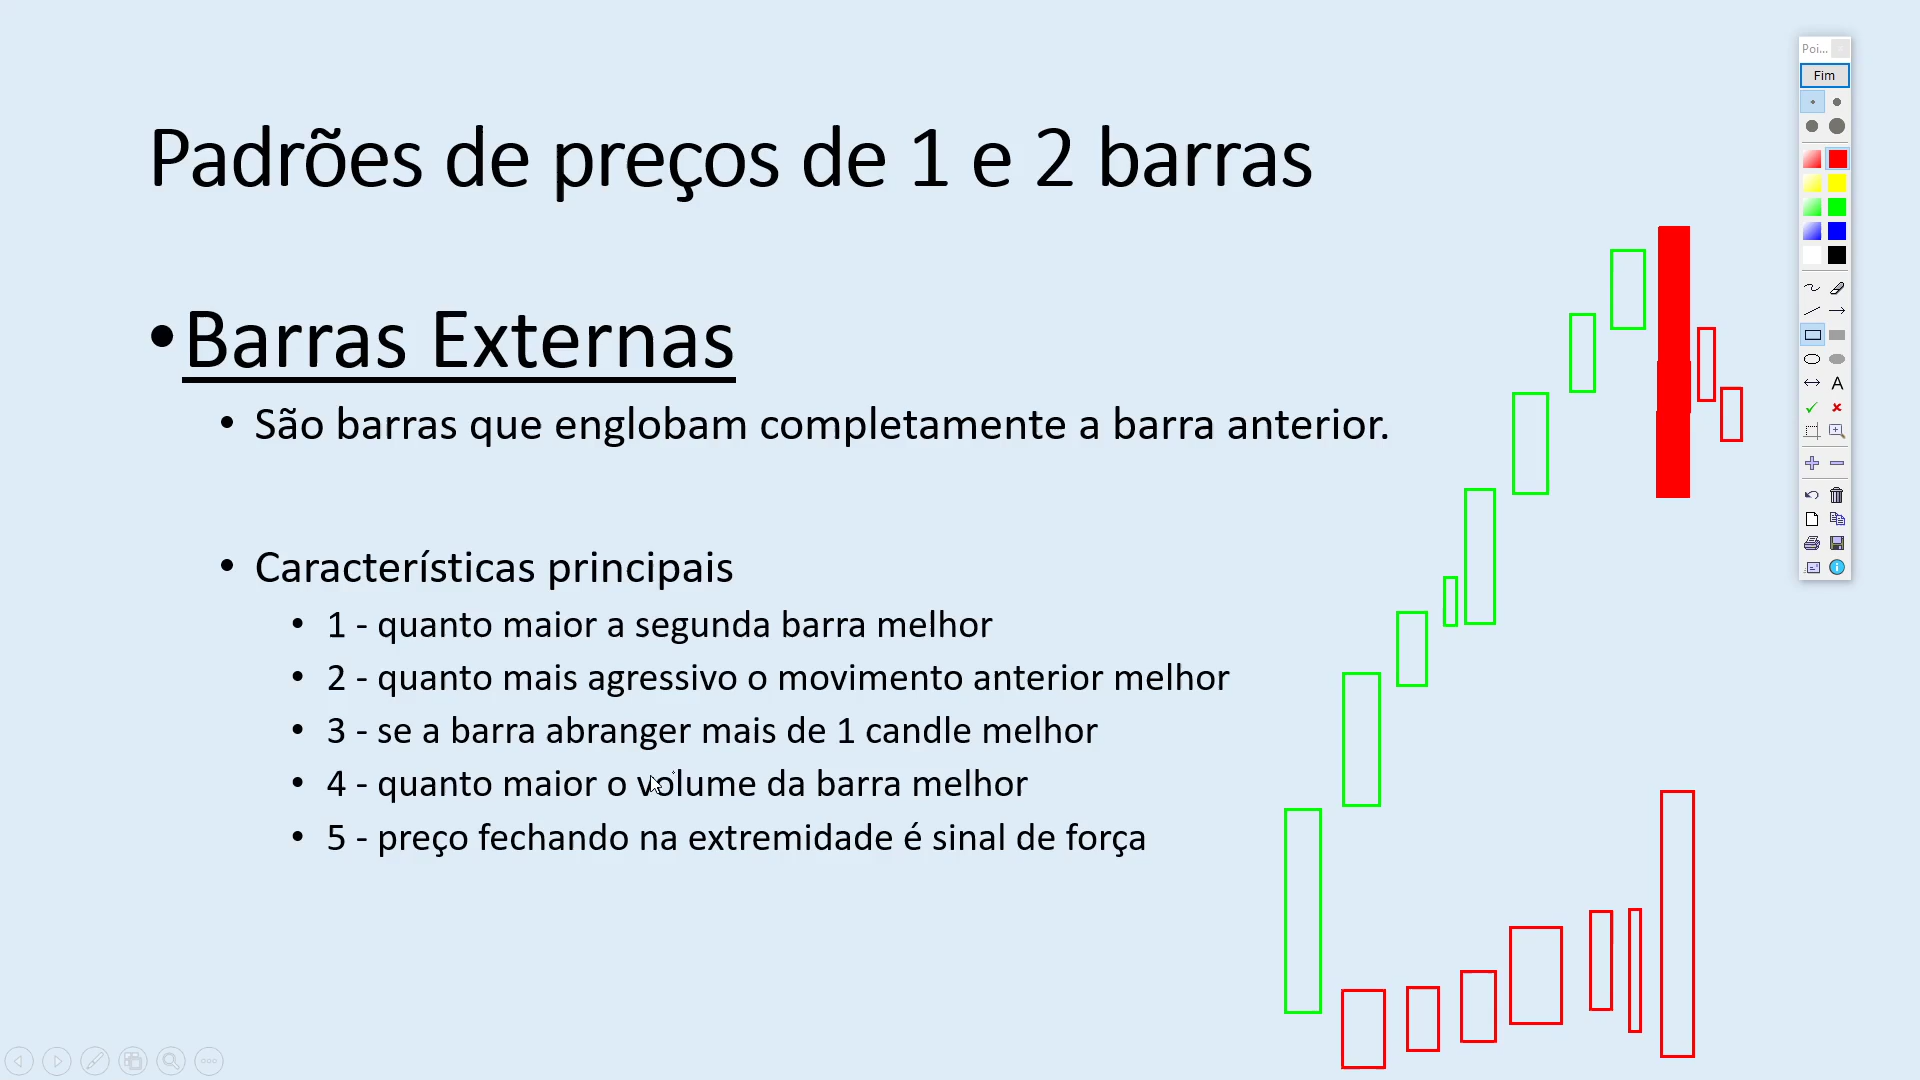 Padrões de preços de 1 e 2 barras
•Barras Externas
• São barras que englobam completamente a barra anterior.
• Características principais
• 1 - quanto maior a segunda barra melhor
• 2 - quanto mais agressivo o movimento anterior melhor
• 3 - se a barra abranger mais de 1 candle melhor
• 4 - quanto maior o volume da barra melhor
• 5 - preço fechando na extremidade é sinal de força
Poi...
Fim
A